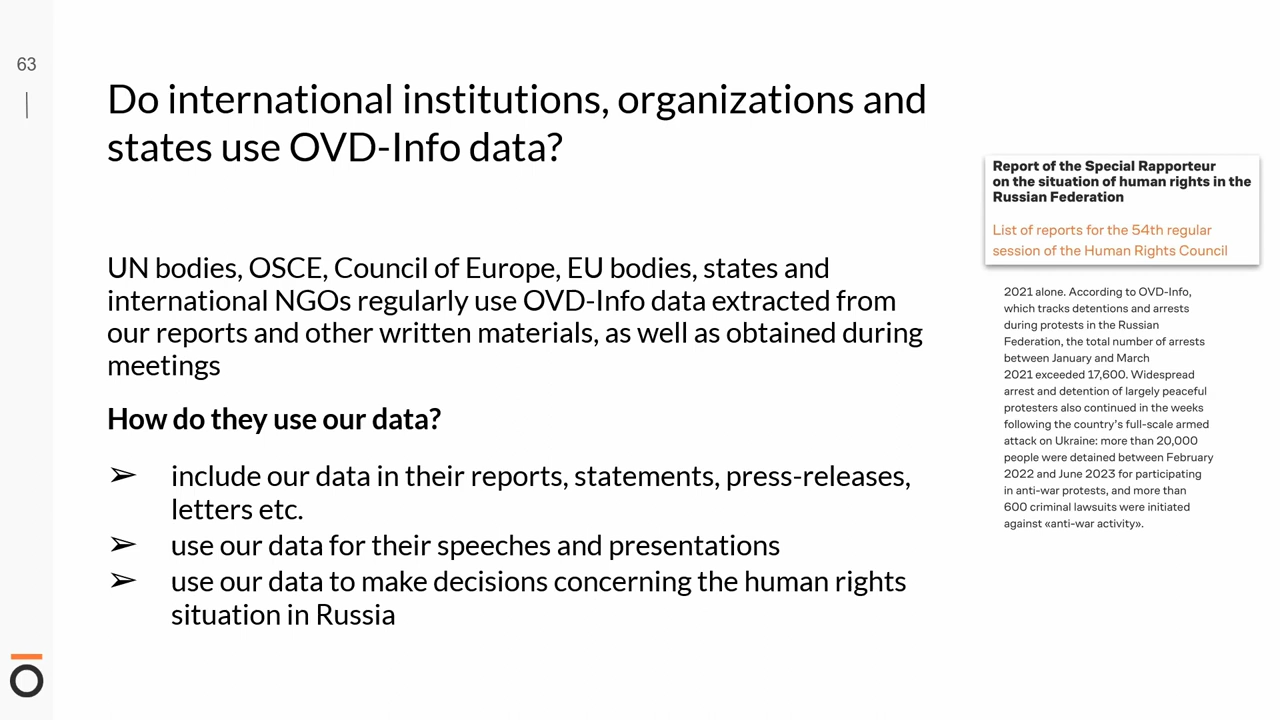 63
Do international institutions, organizations and
states use OVD-Info data?
UN bodies, OSCE, Council of Europe, EU bodies, states and
international NGOs regularly use OVD-Info data extracted from
our reports and other written materials, as well as obtained during
meetings
How do they use our data?
➢ include our data in their reports, statements, press-releases,
letters etc.
➢ use our data for their speeches and presentations
➢ use our data to make decisions concerning the human rights
situation in Russia
Report of the Special Rapporteur
on the situation of human rights in the
Russian Federation
List of reports for the 54th regular
session of the Human Rights Council
2021 alone. According to OVD-Info,
which tracks detentions and arrests
during protests in the Russian
Federation, the total number of arrests
between January and March
2021 exceeded 17,600. Widespread
arrest and detention of largely peaceful
protesters also continued in the weeks
following the country's full-scale armed
attack on Ukraine: more than 20,000
people were detained between February
2022 and June 2023 for participating
in anti-war protests, and more than
600 criminal lawsuits were initiated
against «anti-war activity».